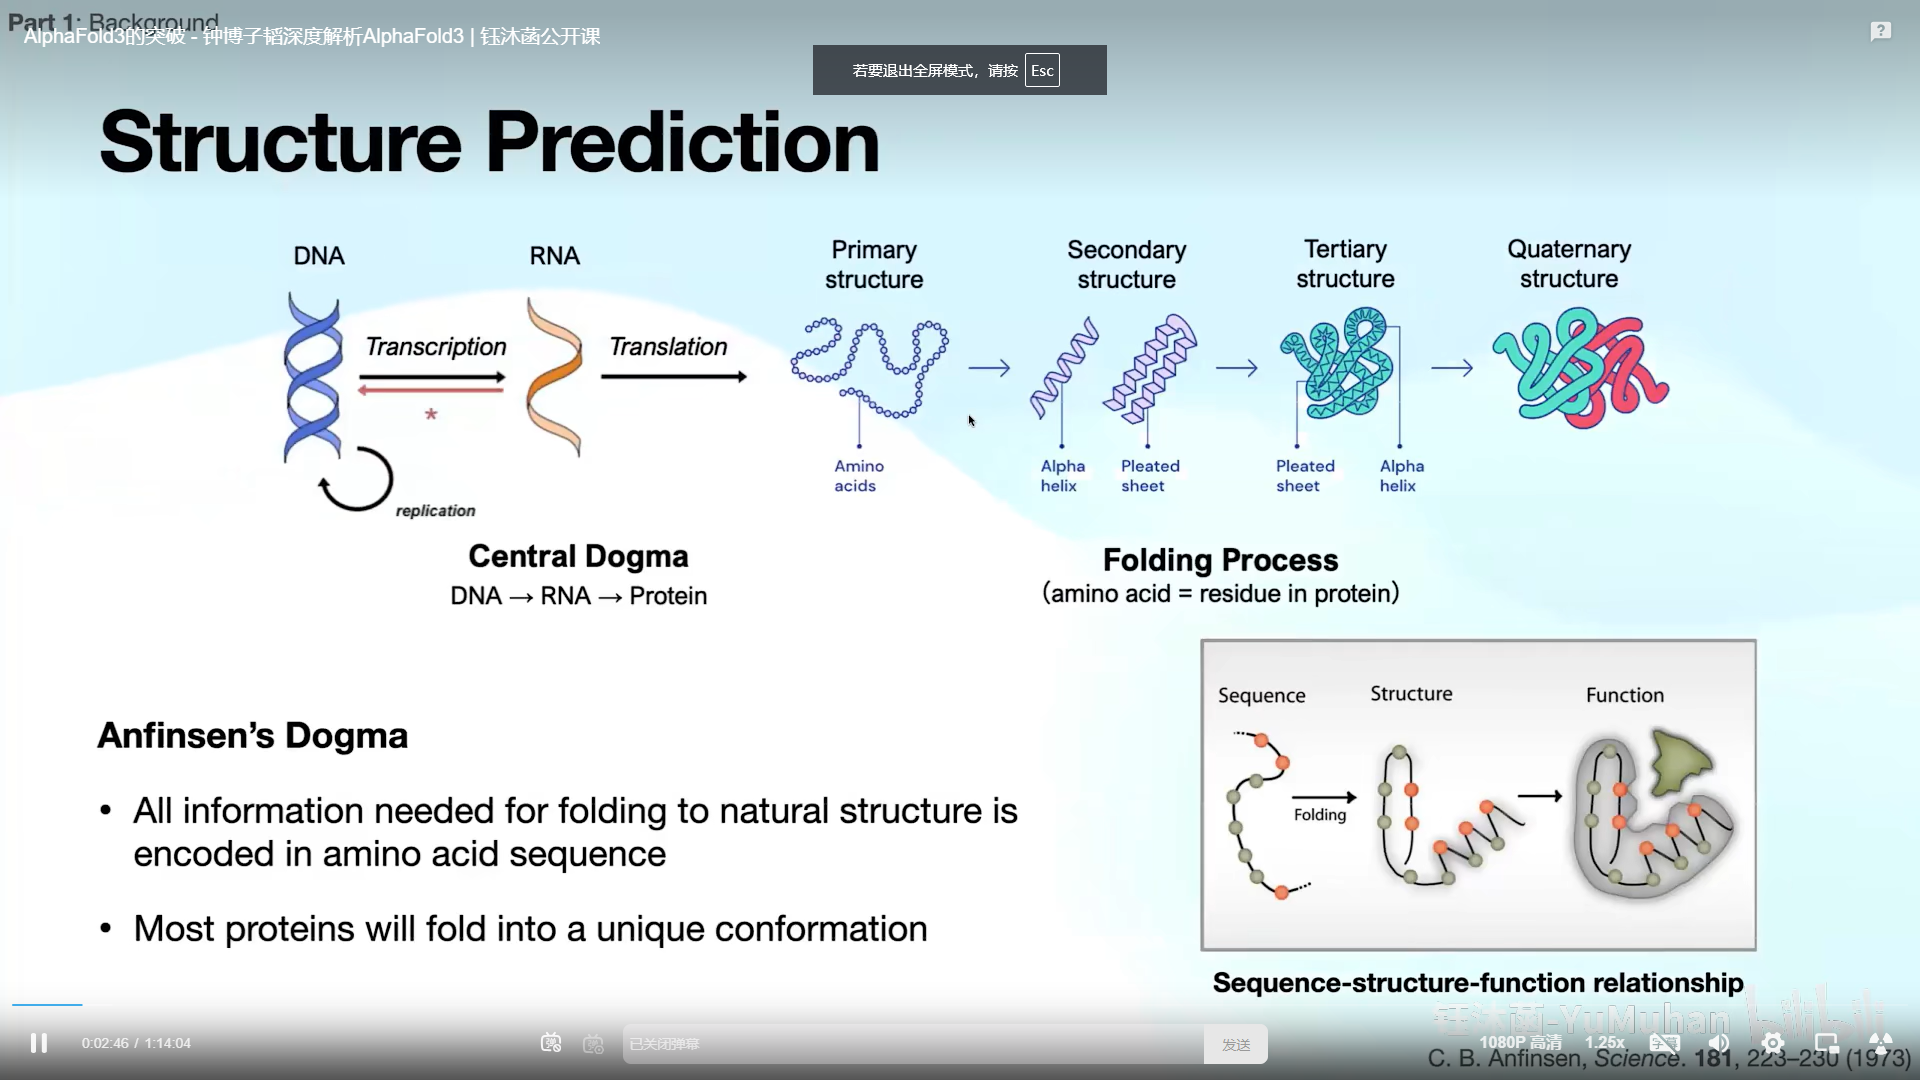 Part 1: Background
AlphaFold3的突破 - 钟博子韬深度解析AlphaFold3 | 钰沐菡公开课
?
若要退出全屏模式，请按 Esc
Structure Prediction
DNA
RNA
Primary
structure
Secondary
structure
Tertiary
structure
Quaternary
structure
Transcription
Translation
*
replication
Amino
acids
Alpha
helix
Pleated
sheet
Pleated
sheet
Alpha
helix
Central Dogma
DNA → RNA → Protein
Folding Process
(amino acid = residue in protein)
Anfinsen's Dogma
• All information needed for folding to natural structure is
encoded in amino acid sequence
• Most proteins will fold into a unique conformation
Sequence
Structure
Function
Folding
Sequence-structure-function relationship
钰沐菡-YuMuhan bilibili
0:02:46 / 1:14:04
已关闭弹幕
发送
1080P 高清
1.25x
字幕
C. B. Anfinsen, Science. 181, 223–230 (1973)